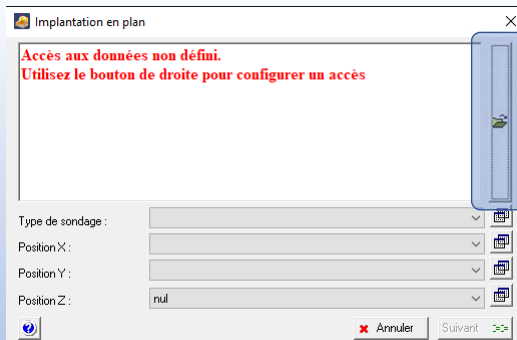 Implantation en plan
Accès aux données non défini.
Utilisez le bouton de droite pour configurer un accès
Type de sondage :
Position X :
Position Y :
Position Z :
nul
Annuler
Suivant